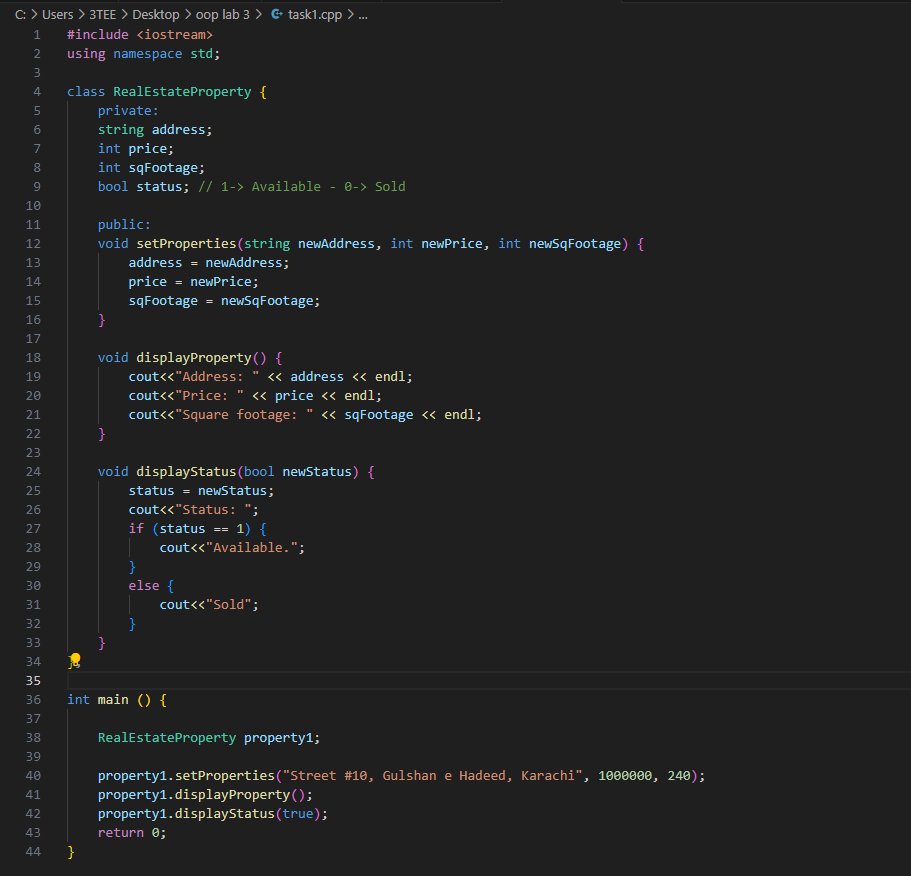 C: > Users > 3TEE > Desktop > oop lab 3 > task1.cpp > ...
1 #include <iostream>
2 using namespace std;
3
4 class RealEstateProperty {
5     private:
6     string address;
7     int price;
8     int sqFootage;
9     bool status; // 1-> Available - 0-> Sold
10
11     public:
12     void setProperties(string newAddress, int newPrice, int newSqFootage) {
13         address = newAddress;
14         price = newPrice;
15         sqFootage = newSqFootage;
16     }
17
18     void displayProperty() {
19         cout<<"Address: " << address << endl;
20         cout<<"Price: " << price << endl;
21         cout<<"Square footage: " << sqFootage << endl;
22     }
23
24     void displayStatus(bool newStatus) {
25         status = newStatus;
26         cout<<"Status: ";
27         if (status == 1) {
28             cout<<"Available.";
29         }
30         else {
31             cout<<"Sold";
32         }
33     }
34 };
35
36 int main () {
37
38     RealEstateProperty property1;
39
40     property1.setProperties("Street #10, Gulshan e Hadeed, Karachi", 1000000, 240);
41     property1.displayProperty();
42     property1.displayStatus(true);
43     return 0;
44 }